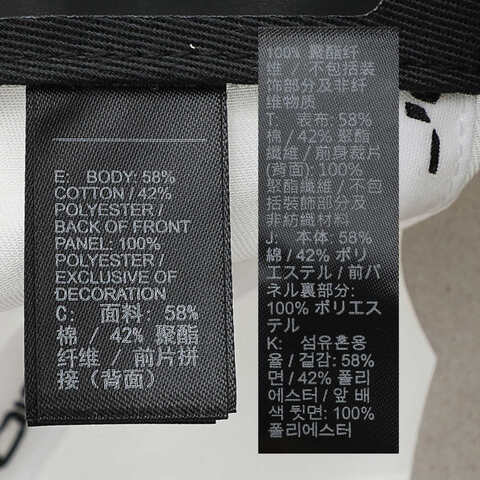 E: BODY: 58%
COTTON / 42%
POLYESTER /
BACK OF FRONT
PANEL: 100%
POLYESTER /
EXCLUSIVE OF
DECORATION
C: 面料: 58%
棉 / 42% 聚酯
纤维 / 前片拼
接（背面）
100% 聚酯纤
维 / 不包括装
饰部分及非纤
维物质
T. 表布: 58%
棉 / 42% 聚酯
纖維 / 前身裁片
(背面): 100%
聚酯纖維 / 不包
括裝飾部分及
非紡織材料
J: 本体: 58%
綿 / 42% ポリ
エステル / 前パ
ネル裏部分:
100% ポリエス
テル
K: 섬유혼용
율 / 겉감: 58%
면 / 42% 폴리
에스터 / 앞 배
색 뒷면: 100%
폴리에스터